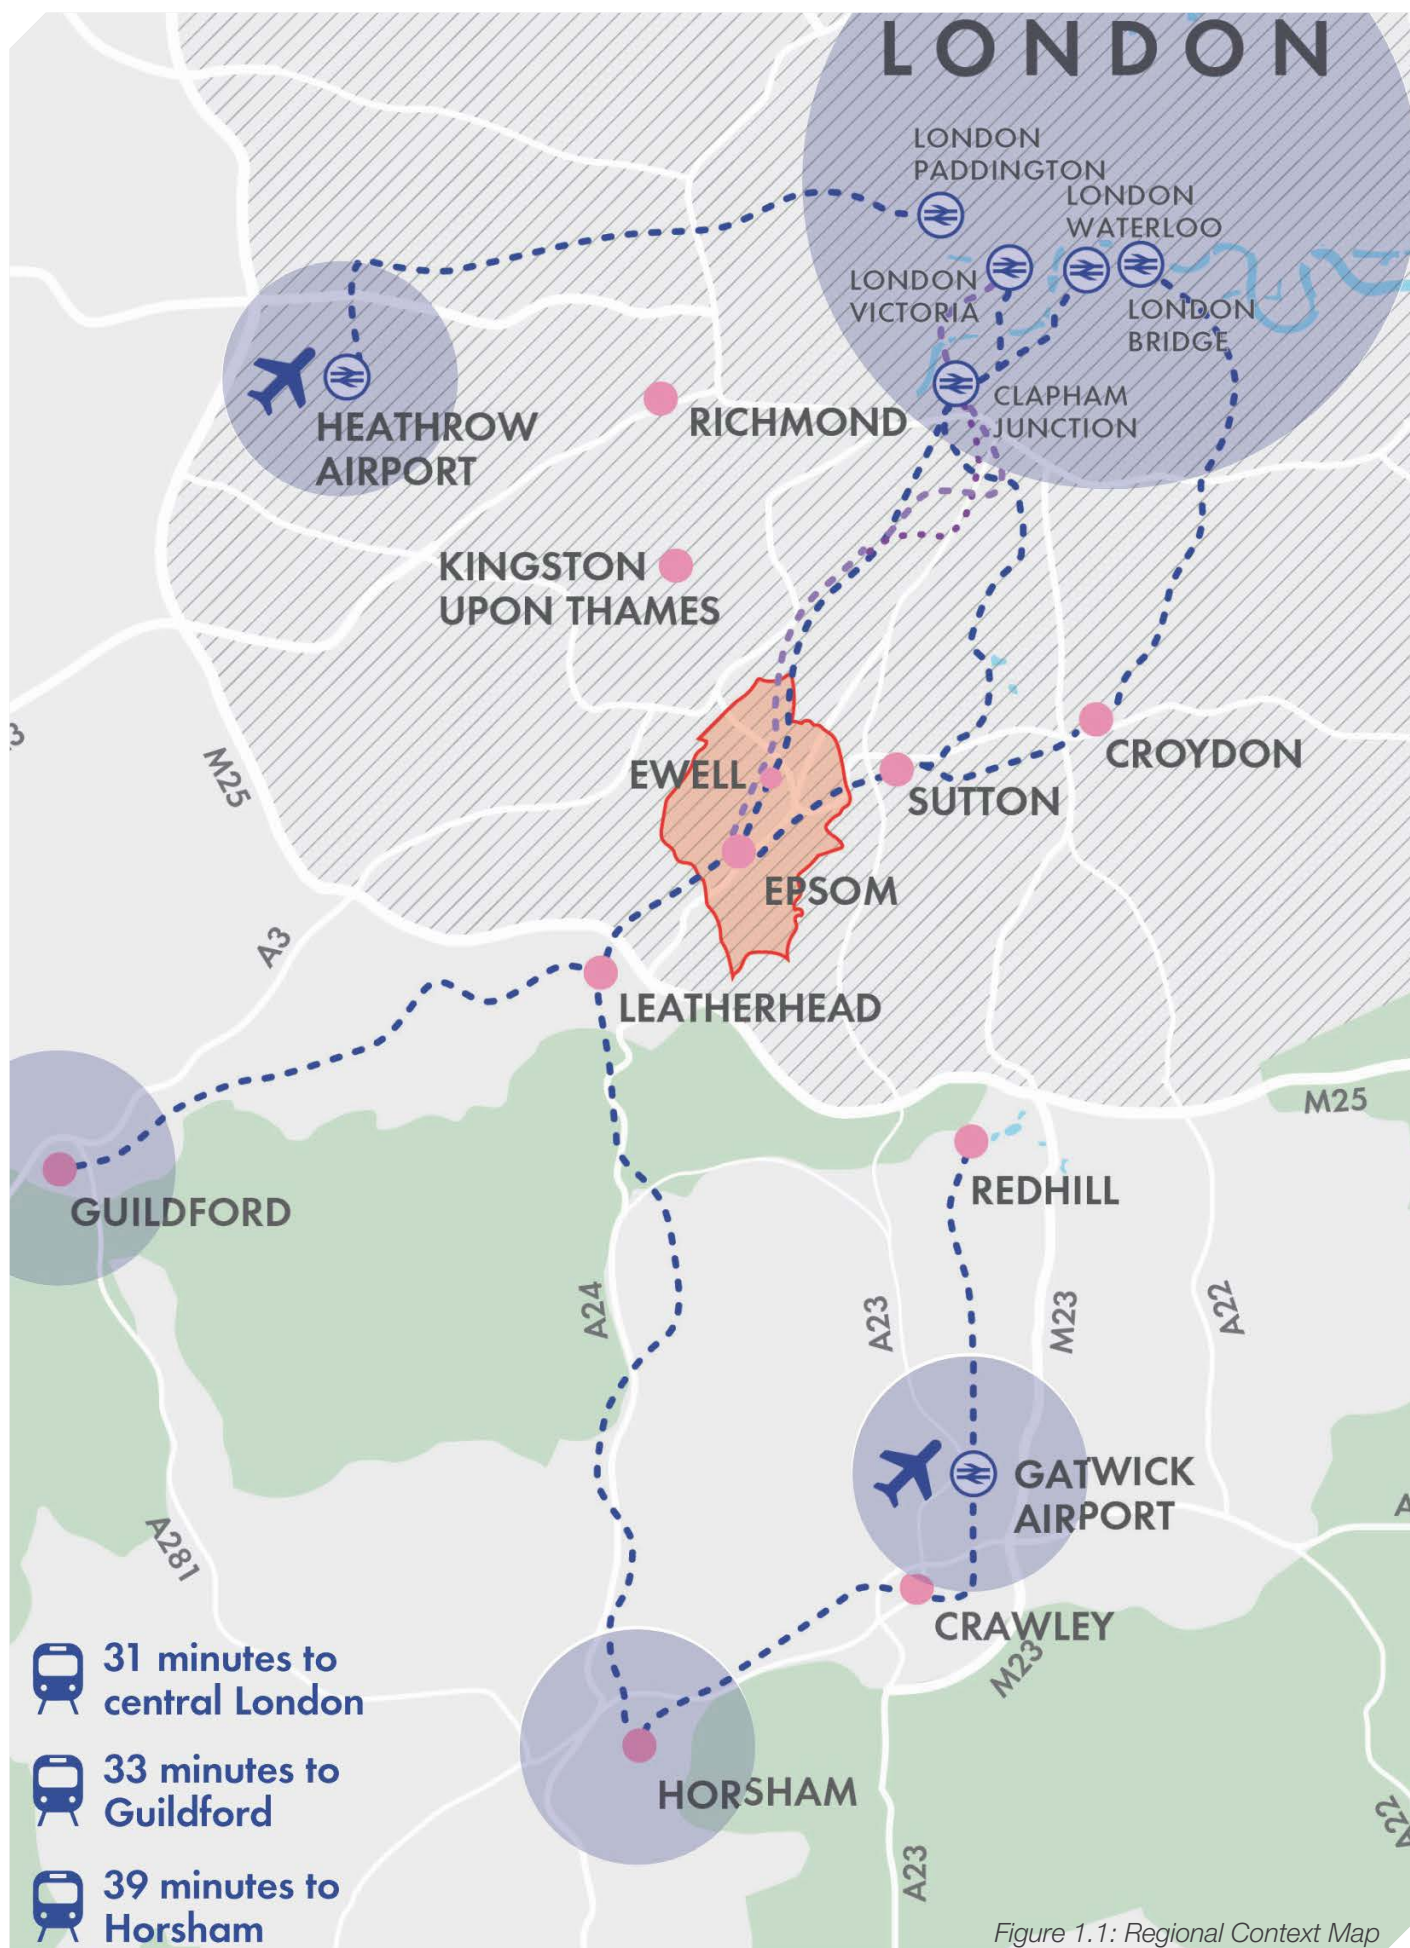 LONDON
LONDON
PADDINGTON
LONDON
WATERLOO
LONDON
VICTORIA
LONDON
BRIDGE
CLAPHAM
JUNCTION
HEATHROW
AIRPORT
RICHMOND
KINGSTON
UPON THAMES
3
M25
EWELL
CROYDON
SUTTON
EPSOM
A3
LEATHERHEAD
M25
REDHILL
GUILDFORD
A24
A23
M23
A22
GATWICK
AIRPORT
A
A281
CRAWLEY
M23
HORSHAM
A22
A23
31 minutes to
central London
33 minutes to
Guildford
39 minutes to
Horsham
Figure 1.1: Regional Context Map